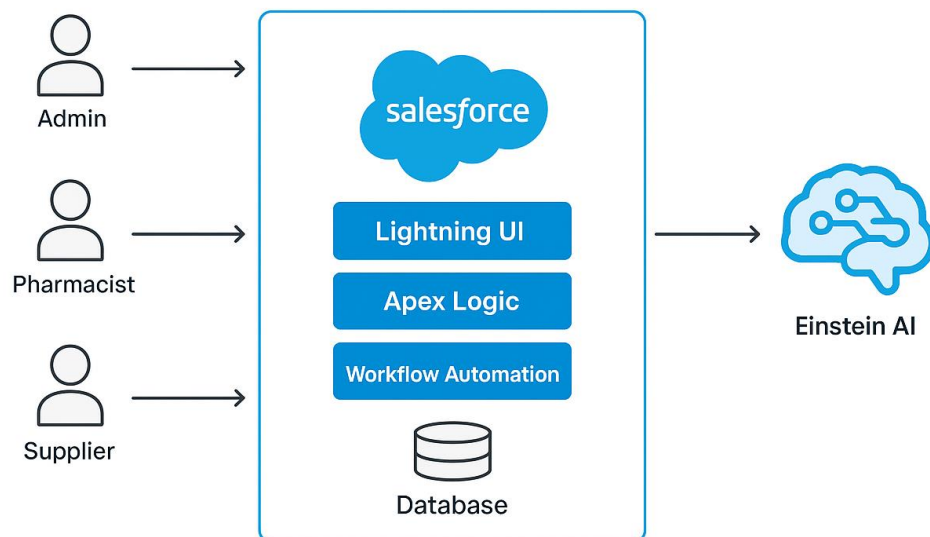 Admin
Pharmacist
Supplier
salesforce
Lightning UI
Apex Logic
Workflow Automation
Database
Einstein AI